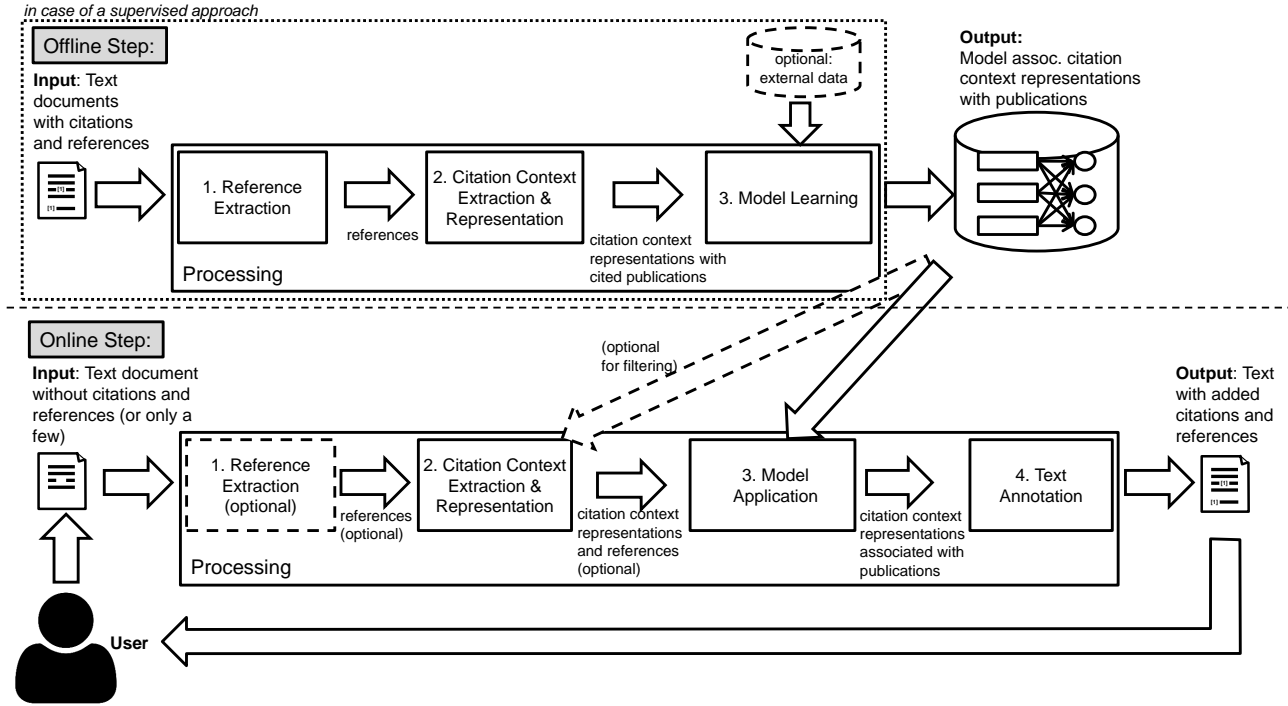 in case of a supervised approach
Offline Step:
Input: Text
documents
with citations
and references
[1]
[1]
optional:
external data
Output:
Model assoc. citation
context representations
with publications
1. Reference
Extraction
references
2. Citation Context
Extraction &
Representation
citation context
representations with
cited publications
3. Model Learning
Processing
Online Step:
Input: Text document
without citations and
references (or only a
few)
(optional
for filtering)
Output: Text
with added
citations and
references
1. Reference
Extraction
(optional)
references
(optional)
2. Citation Context
Extraction &
Representation
citation context
representations
and references
(optional)
3. Model
Application
citation context
representations
associated with
publications
4. Text
Annotation
[1]
[1]
Processing
User